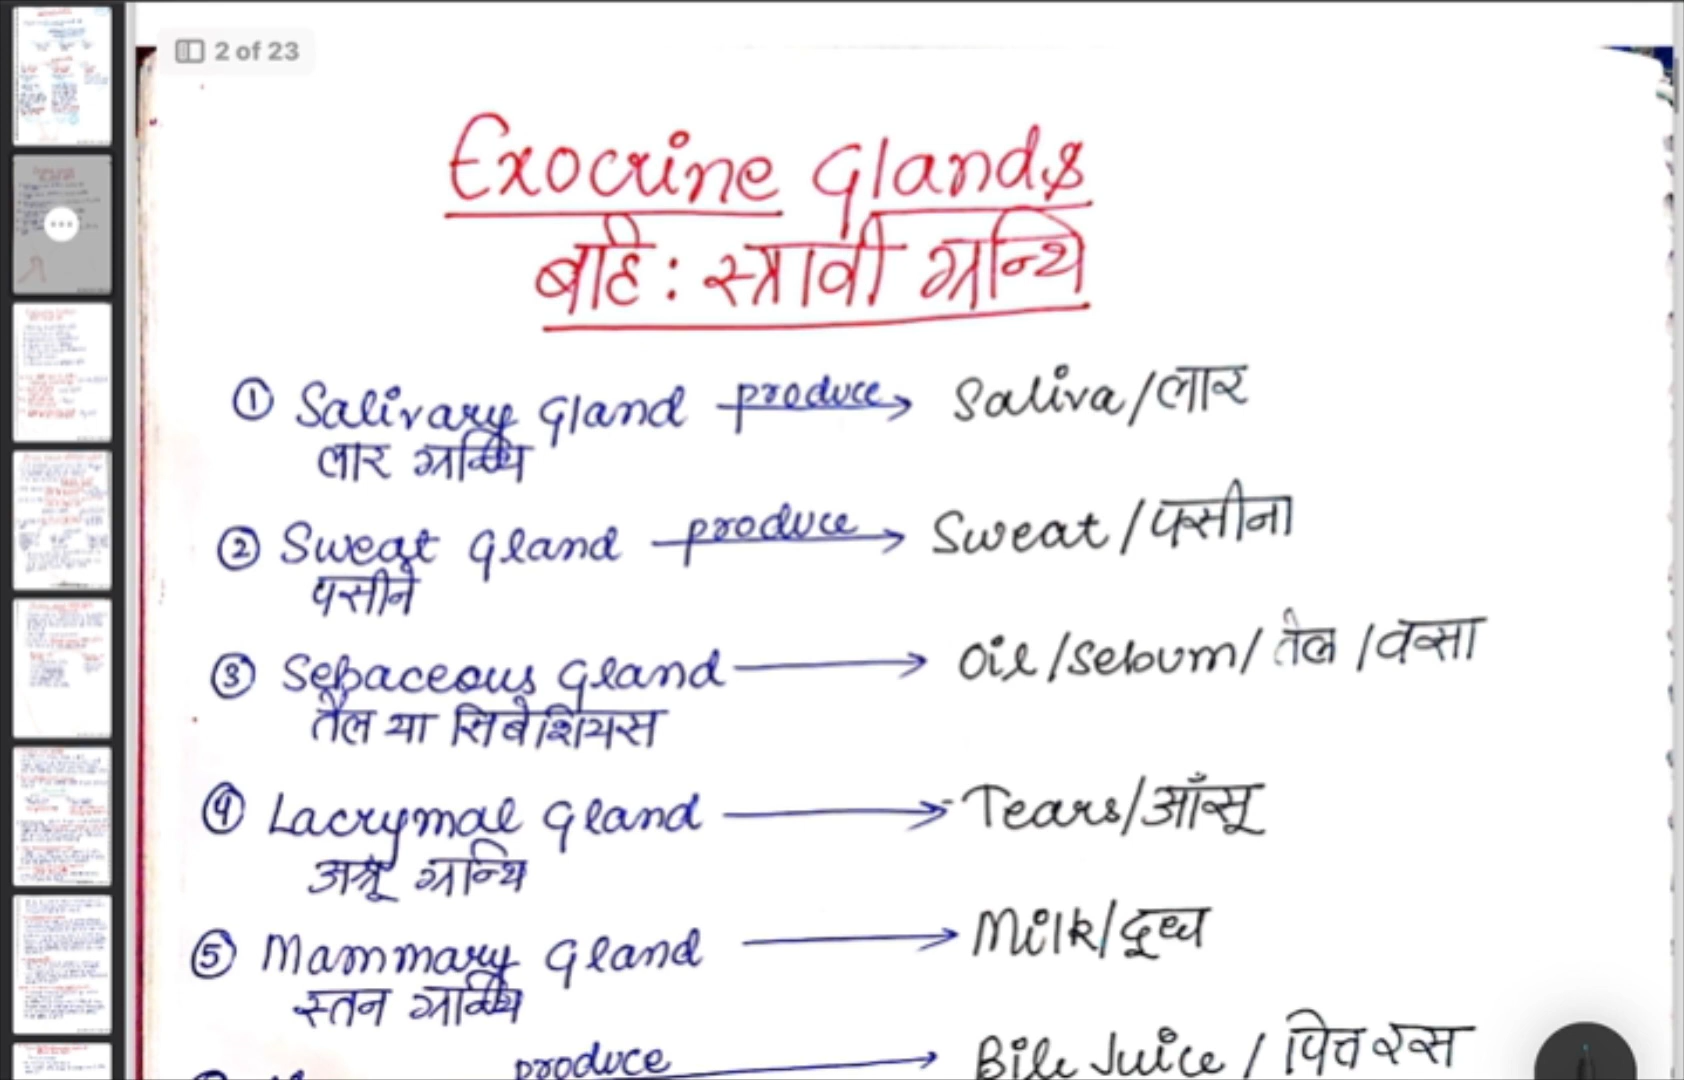 2 of 23
Exocrine Glands
बाहि: स्त्रावी ग्रन्थि
① Salivary Gland produce → Saliva/लार
लार ग्रन्थि
② Sweat Gland produce → Sweat/पसीना
पसीने
③ Sebaceous Gland → Oil/Sebum/तेल/वसा
तैल या सिबेशियस
④ Lacrymal Gland → Tears/आँसू
अश्रू ग्रन्थि
⑤ Mammary Gland → Milk/दूध
स्तन ग्रन्थि
produce → Bile Juice / पित्त रस